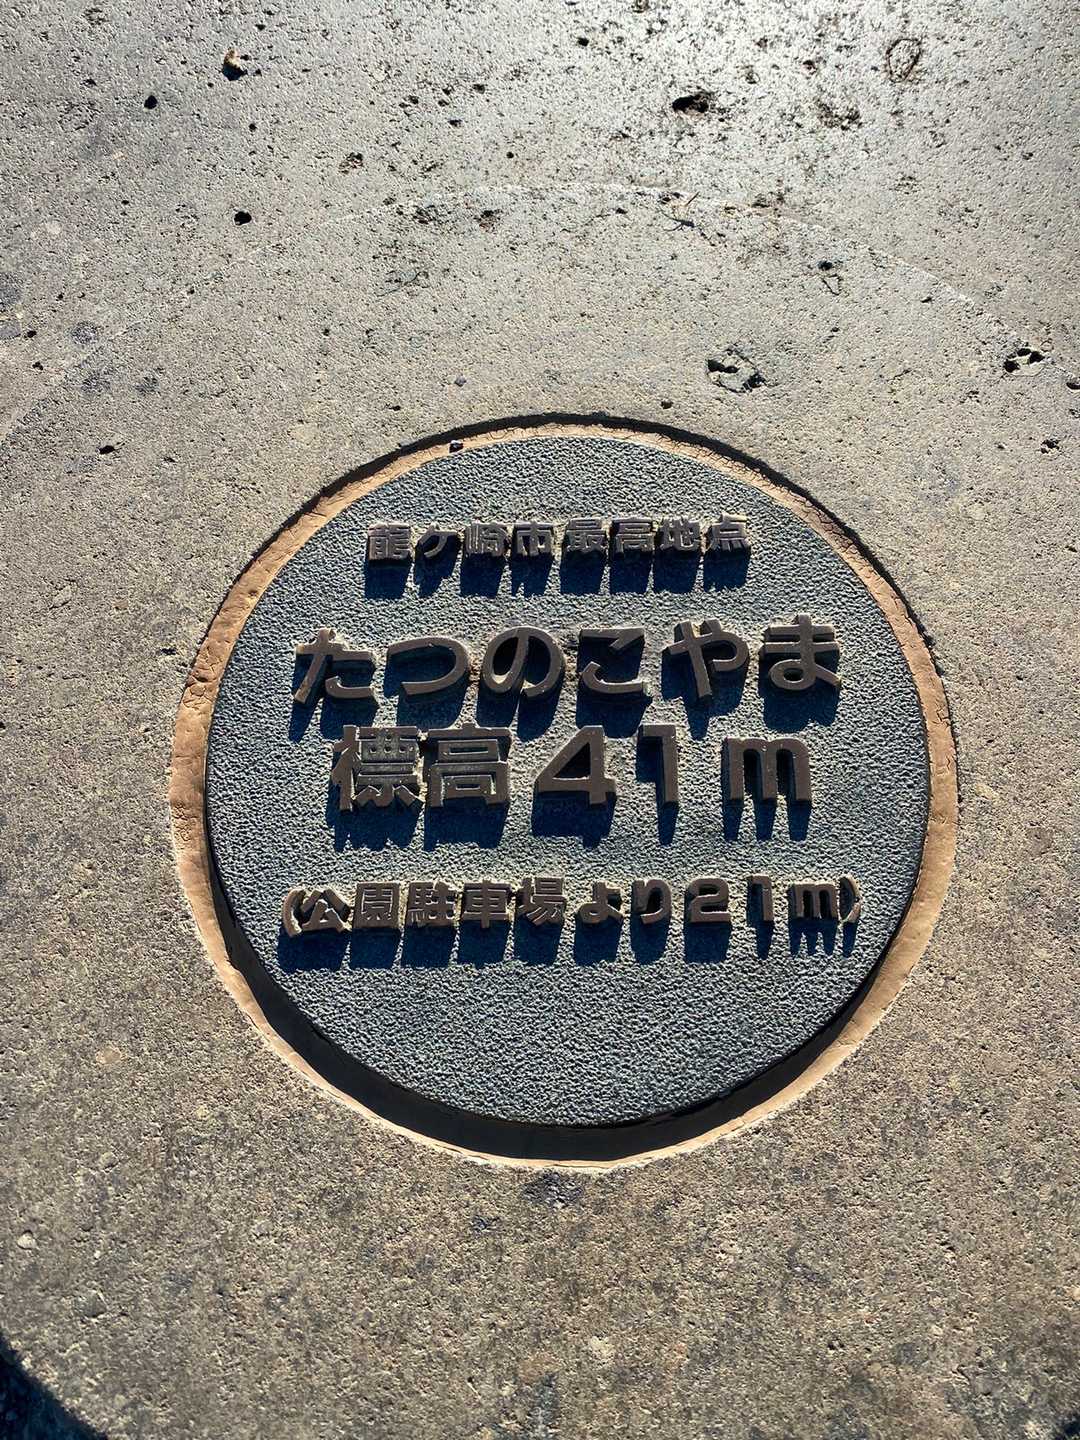 龍ケ崎市最高地点
たつのこやま
標高41m
(公園駐車場より21m)